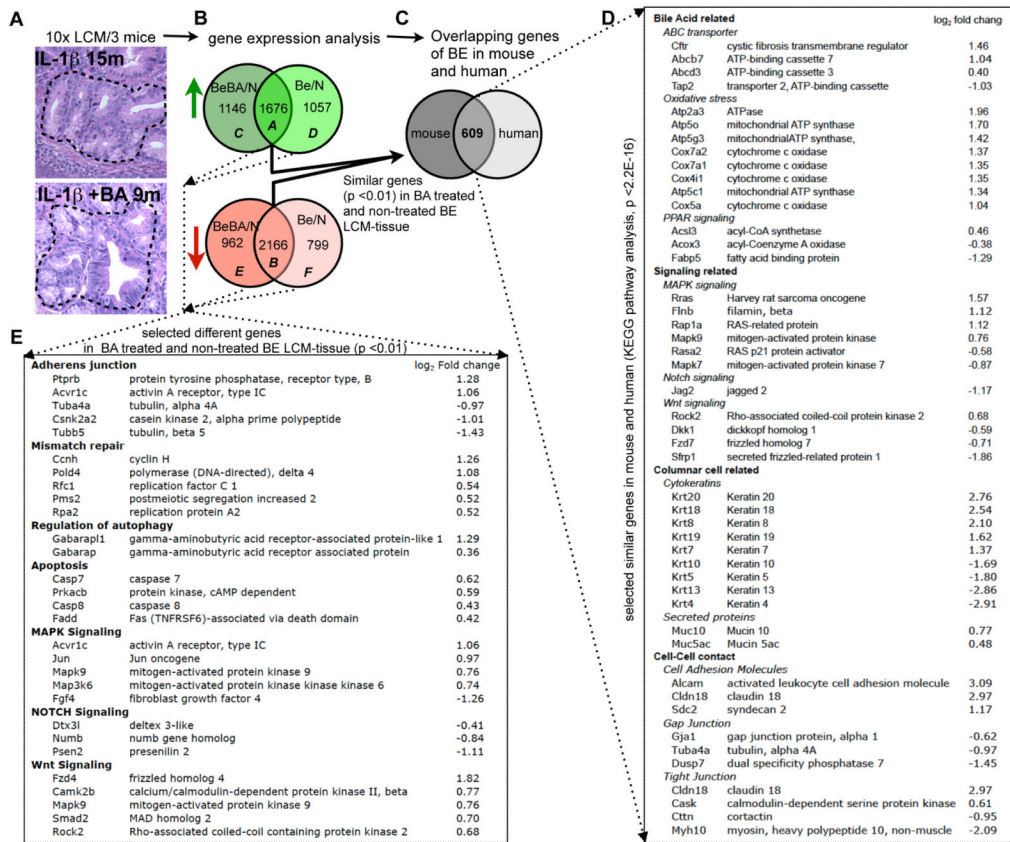 A
10x LCM/3 mice
IL-1β 15m
IL-1β +BA 9m
B
gene expression analysis
BeBA/N
1146
C
1676
A
Be/N
1057
D
BeBA/N
962
E
2166
B
Be/N
799
F
C
Overlapping genes
of BE in mouse
and human
mouse
609
human
Similar genes
(p <0.01) in BA treated
and non-treated BE
LCM-tissue
selected similar genes in mouse and human (KEGG pathway analysis, p <2.2E-16)
D
Bile Acid related log2 fold chang
ABC transporter
Cftr cystic fibrosis transmembrane regulator 1.46
Abcb7 ATP-binding cassette 7 1.04
Abcd3 ATP-binding cassette 3 0.40
Tap2 transporter 2, ATP-binding cassette -1.03
Oxidative stress
Atp2a3 ATPase 1.96
Atp5o mitochondrial ATP synthase 1.70
Atp5g3 mitochondrialATP synthase, 1.42
Cox7a2 cytochrome c oxidase 1.37
Cox7a1 cytochrome c oxidase 1.35
Cox4i1 cytochrome c oxidase 1.35
Atp5c1 mitochondrial ATP synthase 1.34
Cox5a cytochrome c oxidase 1.04
PPAR signaling
Acsl3 acyl-CoA synthetase 0.46
Acox3 acyl-Coenzyme A oxidase -0.38
Fabp5 fatty acid binding protein -1.29
Signaling related
MAPK signaling
Rras Harvey rat sarcoma oncogene 1.57
Flnb filamin, beta 1.12
Rap1a RAS-related protein 1.12
Mapk9 mitogen-activated protein kinase 0.76
Rasa2 RAS p21 protein activator -0.58
Mapk7 mitogen-activated protein kinase 7 -0.87
Notch signaling
Jag2 jagged 2 -1.17
Wnt signaling
Rock2 Rho-associated coiled-coil protein kinase 2 0.68
Dkk1 dickkopf homolog 1 -0.59
Fzd7 frizzled homolog 7 -0.71
Sfrp1 secreted frizzled-related protein 1 -1.86
Columnar cell related
Cytokeratins
Krt20 Keratin 20 2.76
Krt18 Keratin 18 2.54
Krt8 Keratin 8 2.10
Krt19 Keratin 19 1.62
Krt7 Keratin 7 1.37
Krt10 Keratin 10 -1.69
Krt5 Keratin 5 -1.80
Krt13 Keratin 13 -2.86
Krt4 Keratin 4 -2.91
Secreted proteins
Muc10 Mucin 10 0.77
Muc5ac Mucin 5ac 0.48
Cell-Cell contact
Cell Adhesion Molecules
Alcam activated leukocyte cell adhesion molecule 3.09
Cldn18 claudin 18 2.97
Sdc2 syndecan 2 1.17
Gap Junction
Gja1 gap junction protein, alpha 1 -0.62
Tuba4a tubulin, alpha 4A -0.97
Dusp7 dual specificity phosphatase 7 -1.45
Tight Junction
Cldn18 claudin 18 2.97
Cask calmodulin-dependent serine protein kinase 0.61
Cttn cortactin -0.95
Myh10 myosin, heavy polypeptide 10, non-muscle -2.09
E
selected different genes
in BA treated and non-treated BE LCM-tissue (p <0.01)
Adherens junction log2 Fold change
Ptprb protein tyrosine phosphatase, receptor type, B 1.28
Acvr1c activin A receptor, type IC 1.06
Tuba4a tubulin, alpha 4A -0.97
Csnk2a2 casein kinase 2, alpha prime polypeptide -1.01
Tubb5 tubulin, beta 5 -1.43
Mismatch repair
Ccnh cyclin H 1.26
Pold4 polymerase (DNA-directed), delta 4 1.08
Rfc1 replication factor C 1 0.54
Pms2 postmeiotic segregation increased 2 0.52
Rpa2 replication protein A2 0.52
Regulation of autophagy
Gabarapl1 gamma-aminobutyric acid receptor-associated protein-like 1 1.29
Gabarap gamma-aminobutyric acid receptor associated protein 0.36
Apoptosis
Casp7 caspase 7 0.62
Prkacb protein kinase, cAMP dependent 0.59
Casp8 caspase 8 0.43
Fadd Fas (TNFRSF6)-associated via death domain 0.42
MAPK Signaling
Acvr1c activin A receptor, type IC 1.06
Jun Jun oncogene 0.97
Mapk9 mitogen-activated protein kinase 9 0.76
Map3k6 mitogen-activated protein kinase kinase kinase 6 0.74
Fgf4 fibroblast growth factor 4 -1.26
NOTCH Signaling
Dtx3l deltex 3-like -0.41
Numb numb gene homolog -0.84
Psen2 presenilin 2 -1.11
Wnt Signaling
Fzd4 frizzled homolog 4 1.82
Camk2b calcium/calmodulin-dependent protein kinase II, beta 0.77
Mapk9 mitogen-activated protein kinase 9 0.76
Smad2 MAD homolog 2 0.70
Rock2 Rho-associated coiled-coil containing protein kinase 2 0.68